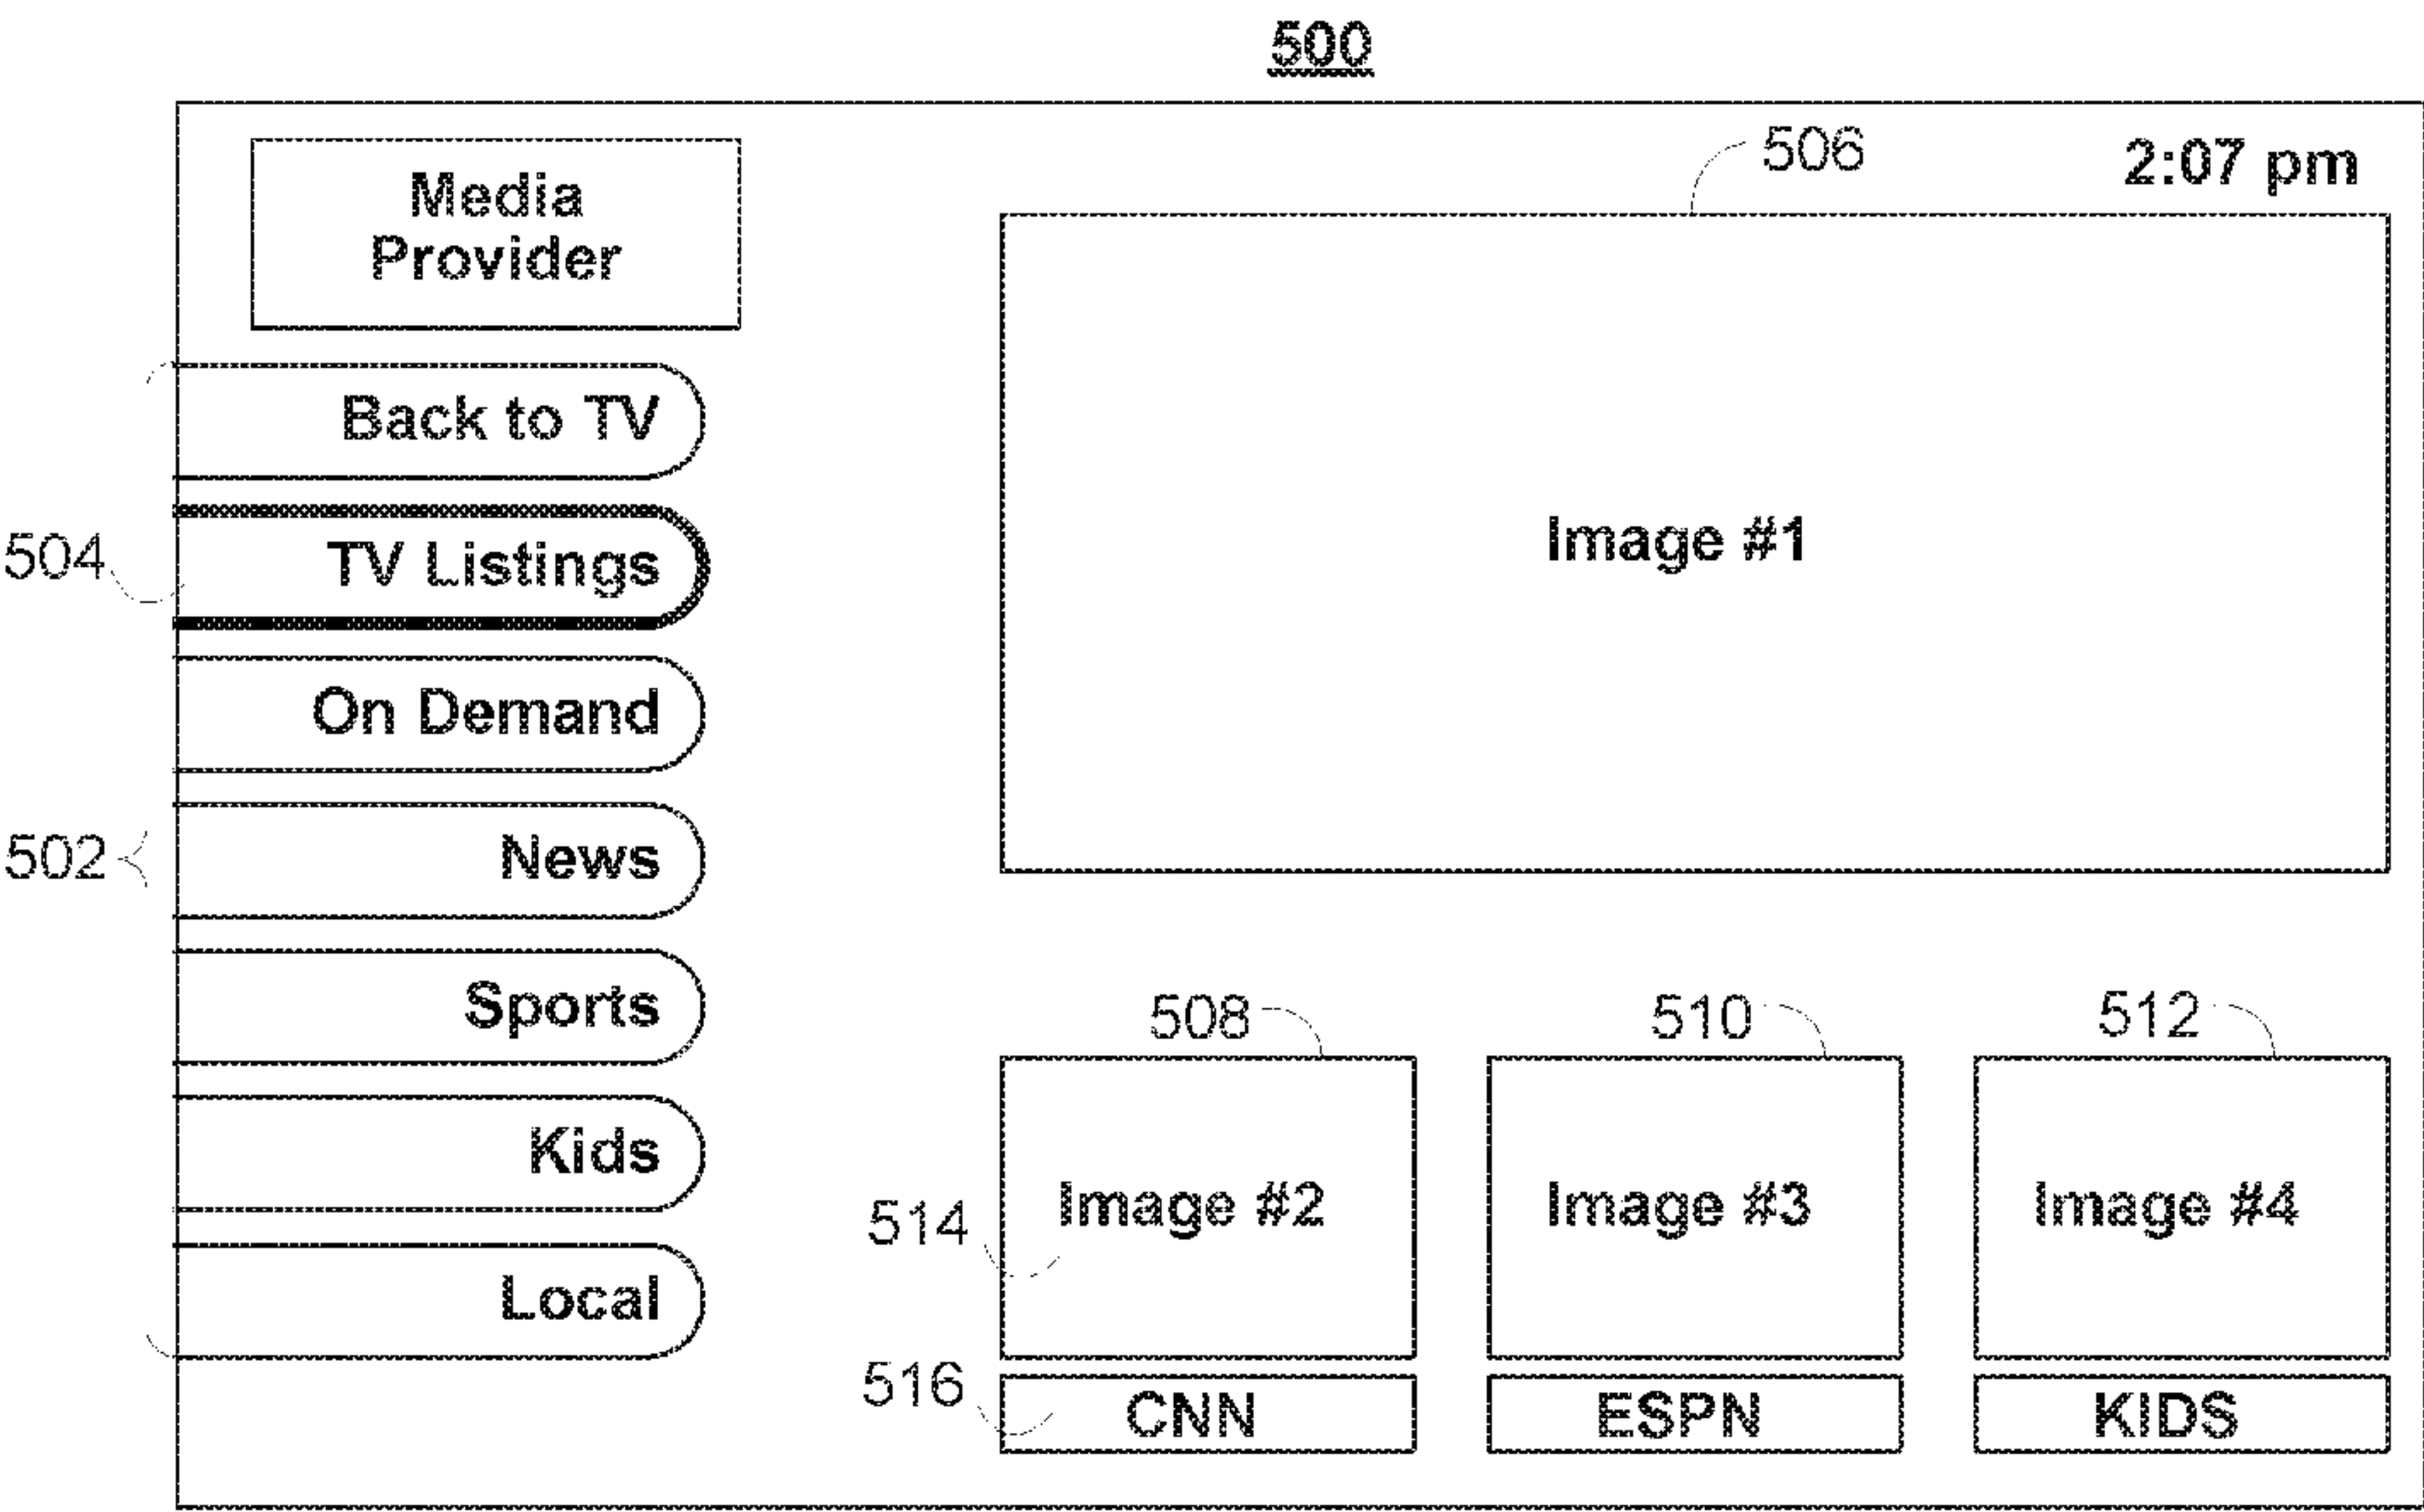 500
506
2:07 pm
Media
Provider
Back to TV
504
TV Listings
Image #1
On Demand
502
News
Sports
508
510
512
Kids
514
Image #2
Image #3
Image #4
Local
516
CNN
ESPN
KIDS